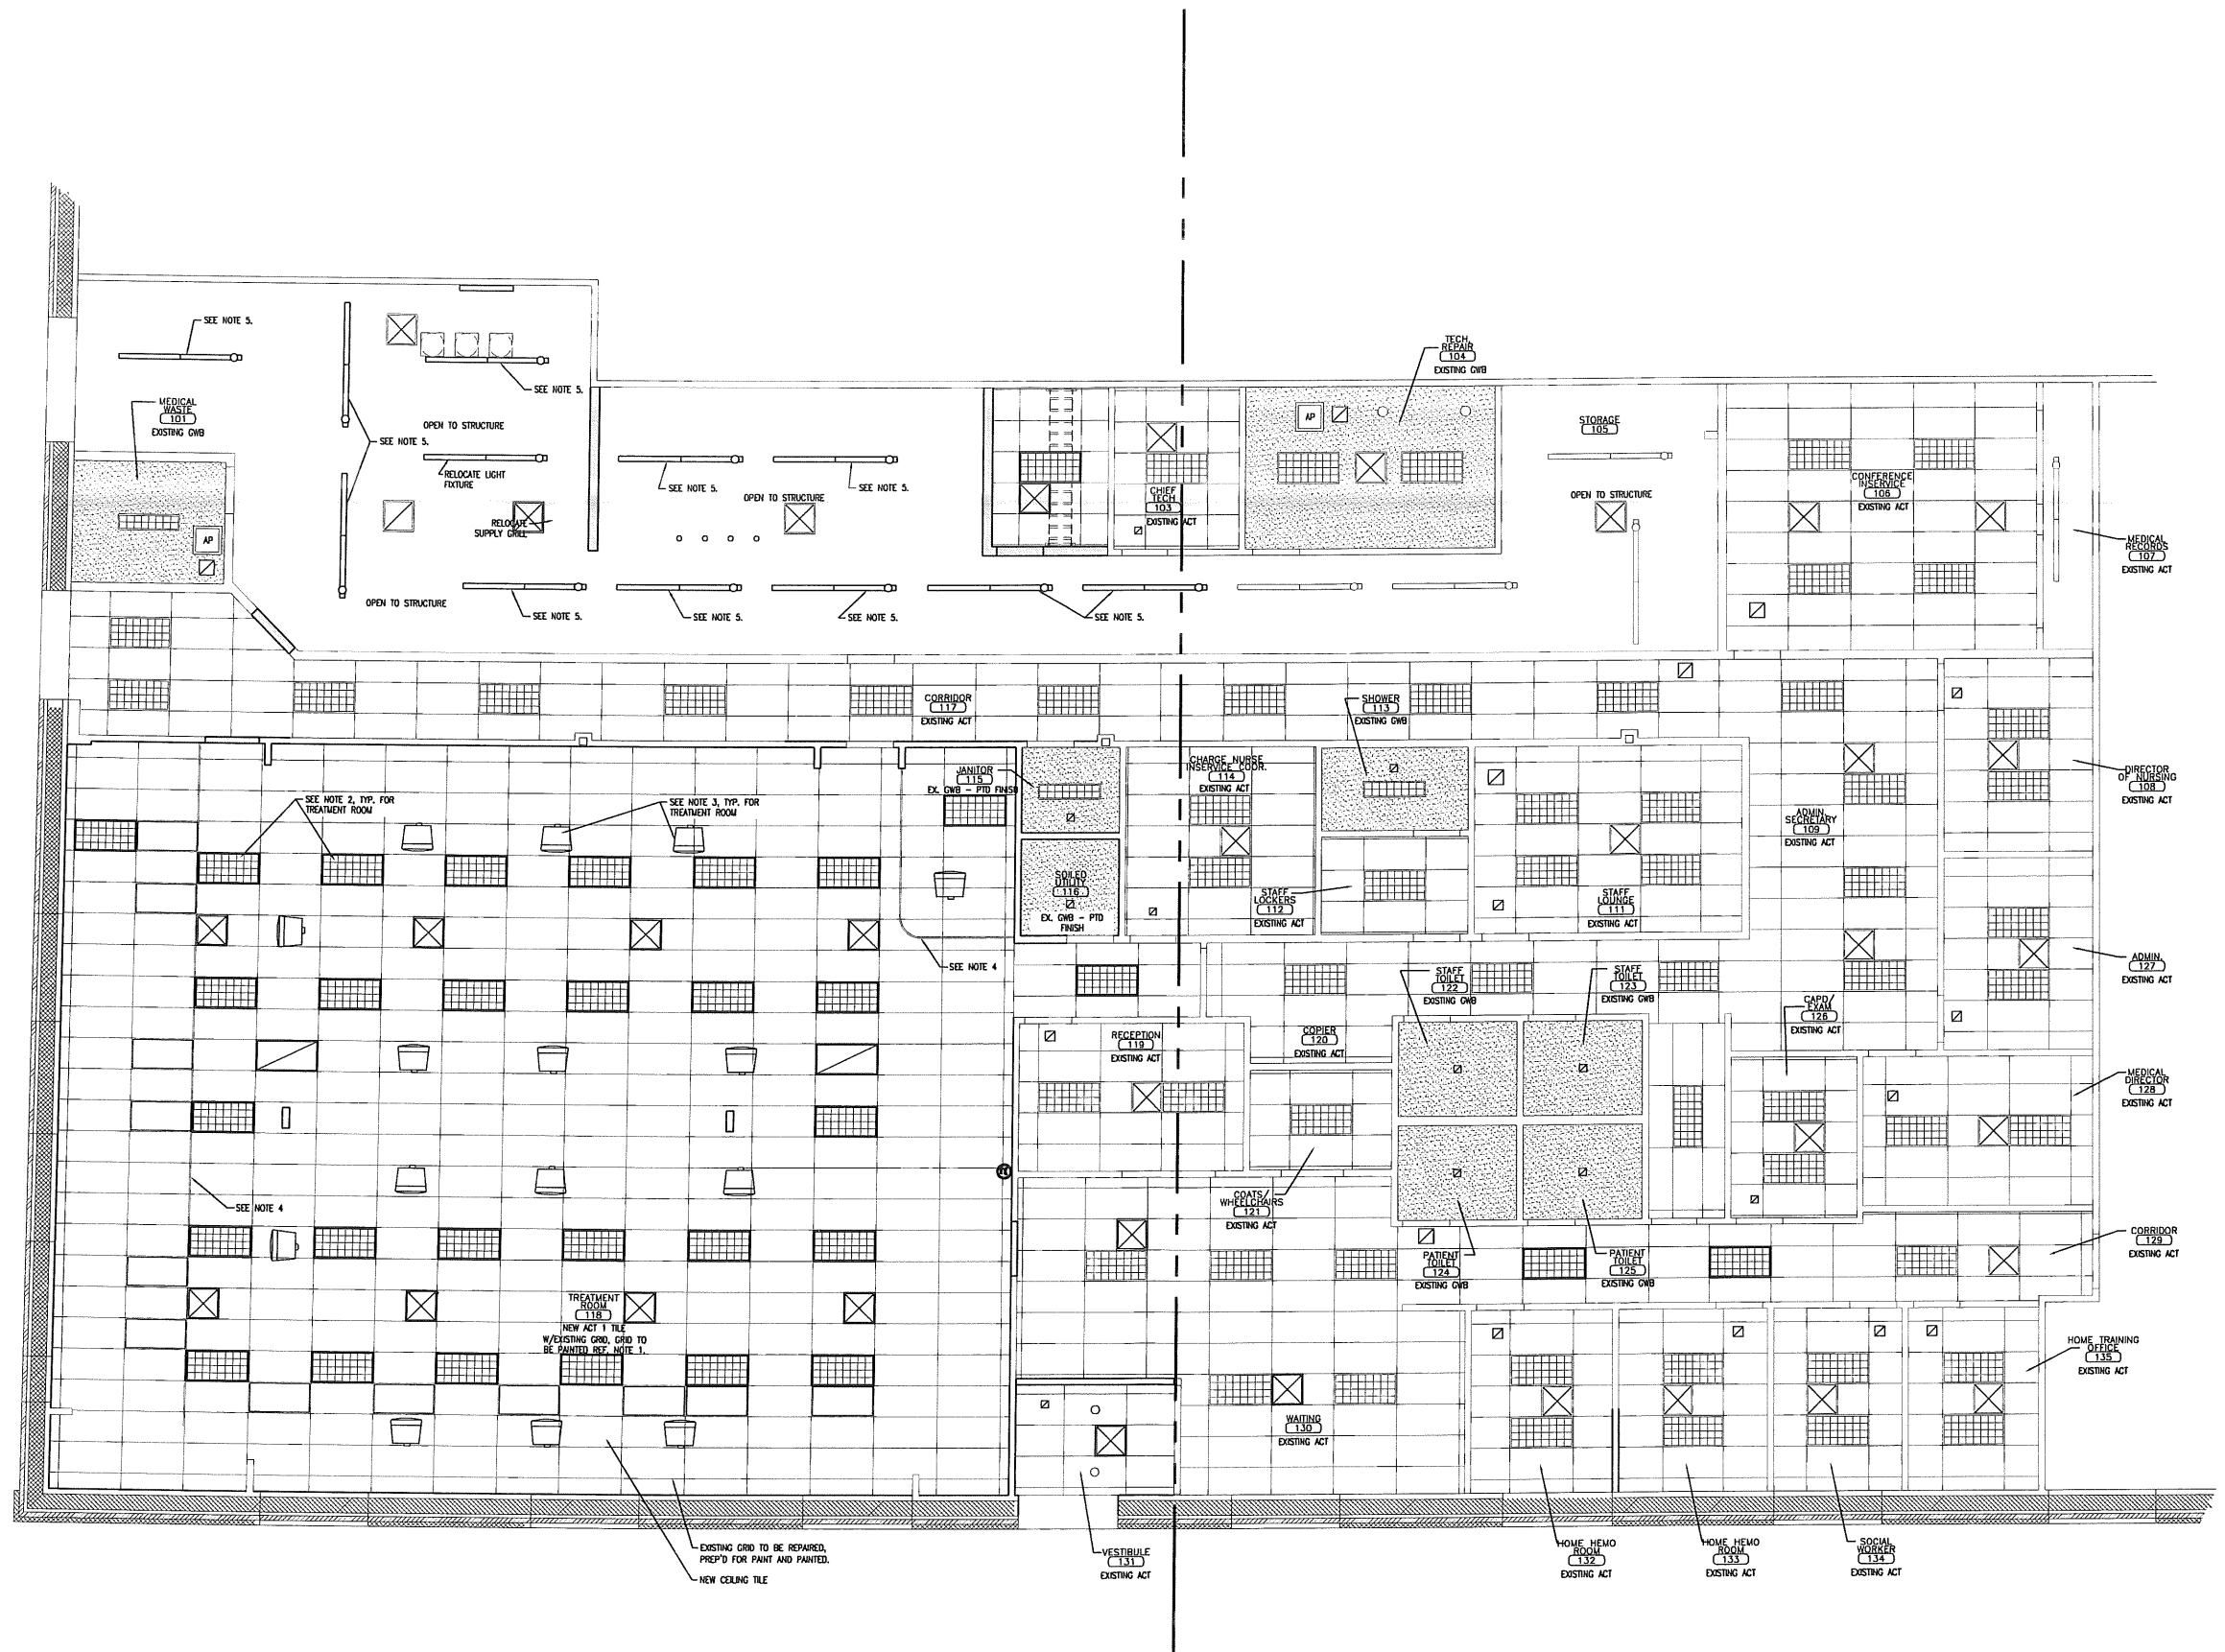 SEE NOTE 5.
SEE NOTE 5.
MEDICAL
WASTE
101
EXISTING GWB
OPEN TO STRUCTURE
SEE NOTE 5.
RELOCATE LIGHT
FIXTURE
RELOCATE
SUPPLY GRILL
AP
OPEN TO STRUCTURE
SEE NOTE 5.
SEE NOTE 5.
OPEN TO STRUCTURE
SEE NOTE 5.
SEE NOTE 5.
SEE NOTE 5.
SEE NOTE 5.
CHIEF
TECH
103
EXISTING ACT
TECH.
REPAIR
104
EXISTING GWB
AP
STORAGE
105
OPEN TO STRUCTURE
CONFERENCE
INSERVICE
106
EXISTING ACT
MEDICAL
RECORDS
107
EXISTING ACT
CORRIDOR
117
EXISTING ACT
SHOWER
113
EXISTING GWB
JANITOR
115
EX. GWB - PTD FINISH
CHARGE NURSE
INSERVICE COOR.
114
EXISTING ACT
SEE NOTE 2, TYP. FOR
TREATMENT ROOM
SEE NOTE 3, TYP. FOR
TREATMENT ROOM
DIRECTOR
OF NURSING
108
EXISTING ACT
ADMIN.
SECRETARY
109
EXISTING ACT
SOILED
UTILITY
116
EX. GWB - PTD
FINISH
STAFF
LOCKERS
112
EXISTING ACT
STAFF
LOUNGE
111
EXISTING ACT
SEE NOTE 4
STAFF
TOILET
122
EXISTING GWB
STAFF
TOILET
123
EXISTING GWB
ADMIN.
127
EXISTING ACT
CAPD/
EXAM
126
EXISTING ACT
RECEPTION
119
EXISTING ACT
COPIER
120
EXISTING ACT
MEDICAL
DIRECTOR
128
EXISTING ACT
SEE NOTE 4
COATS/
WHEELCHAIRS
121
EXISTING ACT
PATIENT
TOILET
124
EXISTING GWB
PATIENT
TOILET
125
EXISTING GWB
CORRIDOR
129
EXISTING ACT
TREATMENT
ROOM
118
NEW ACT 1 TILE
W/EXISTING GRID, GRID TO
BE PAINTED REF. NOTE 1.
HOME TRAINING
OFFICE
135
EXISTING ACT
WAITING
130
EXISTING ACT
EXISTING GRID TO BE REPAIRED,
PREP'D FOR PAINT AND PAINTED.
NEW CEILING TILE
VESTIBULE
131
EXISTING ACT
HOME HEMO
ROOM
132
EXISTING ACT
HOME HEMO
ROOM
133
EXISTING ACT
SOCIAL
WORKER
134
EXISTING ACT